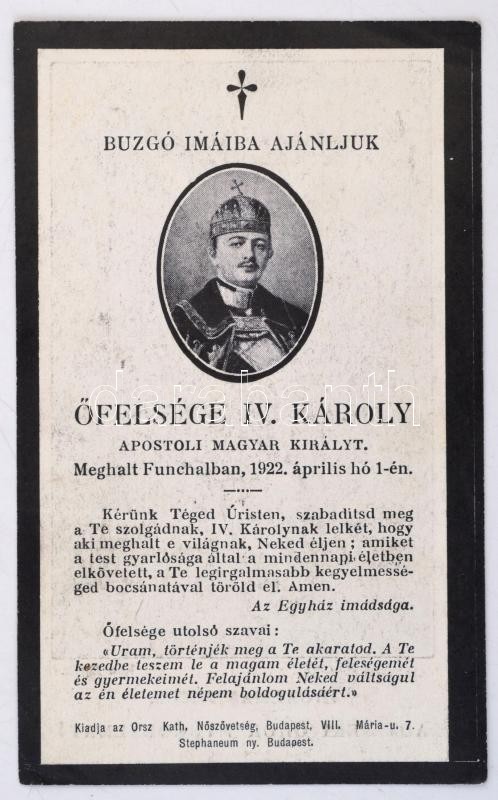 BUZGÓ IMÁIBA AJÁNLJUK
ŐFELSÉGE IV. KÁROLY
APOSTOLI MAGYAR KIRÁLYT.
Meghalt Funchalban, 1922. április hó 1-én.
Kérünk Téged Úristen, szabadítsd meg
a Te szolgádnak, IV. Károlynak lelkét, hogy
aki meghalt e világnak, Neked éljen; amiket
a test gyarlósága által a mindennapi életben
elkövetett, a Te legirgalmasabb kegyelmessé-
ged bocsánatával töröld el. Amen.
Az Egyház imádsága.
Őfelsége utolsó szavai:
«Uram, történjék meg a Te akaratod. A Te
kezedbe teszem le a magam életét, feleségemét
és gyermekeimét. Felajánlom Neked váltságul
az én életemet népem boldogulásáért.»
Kiadja az Orsz Kath. Nőszövetség, Budapest, VIII. Mária-u. 7.
Stephaneum ny. Budapest.
darabanth